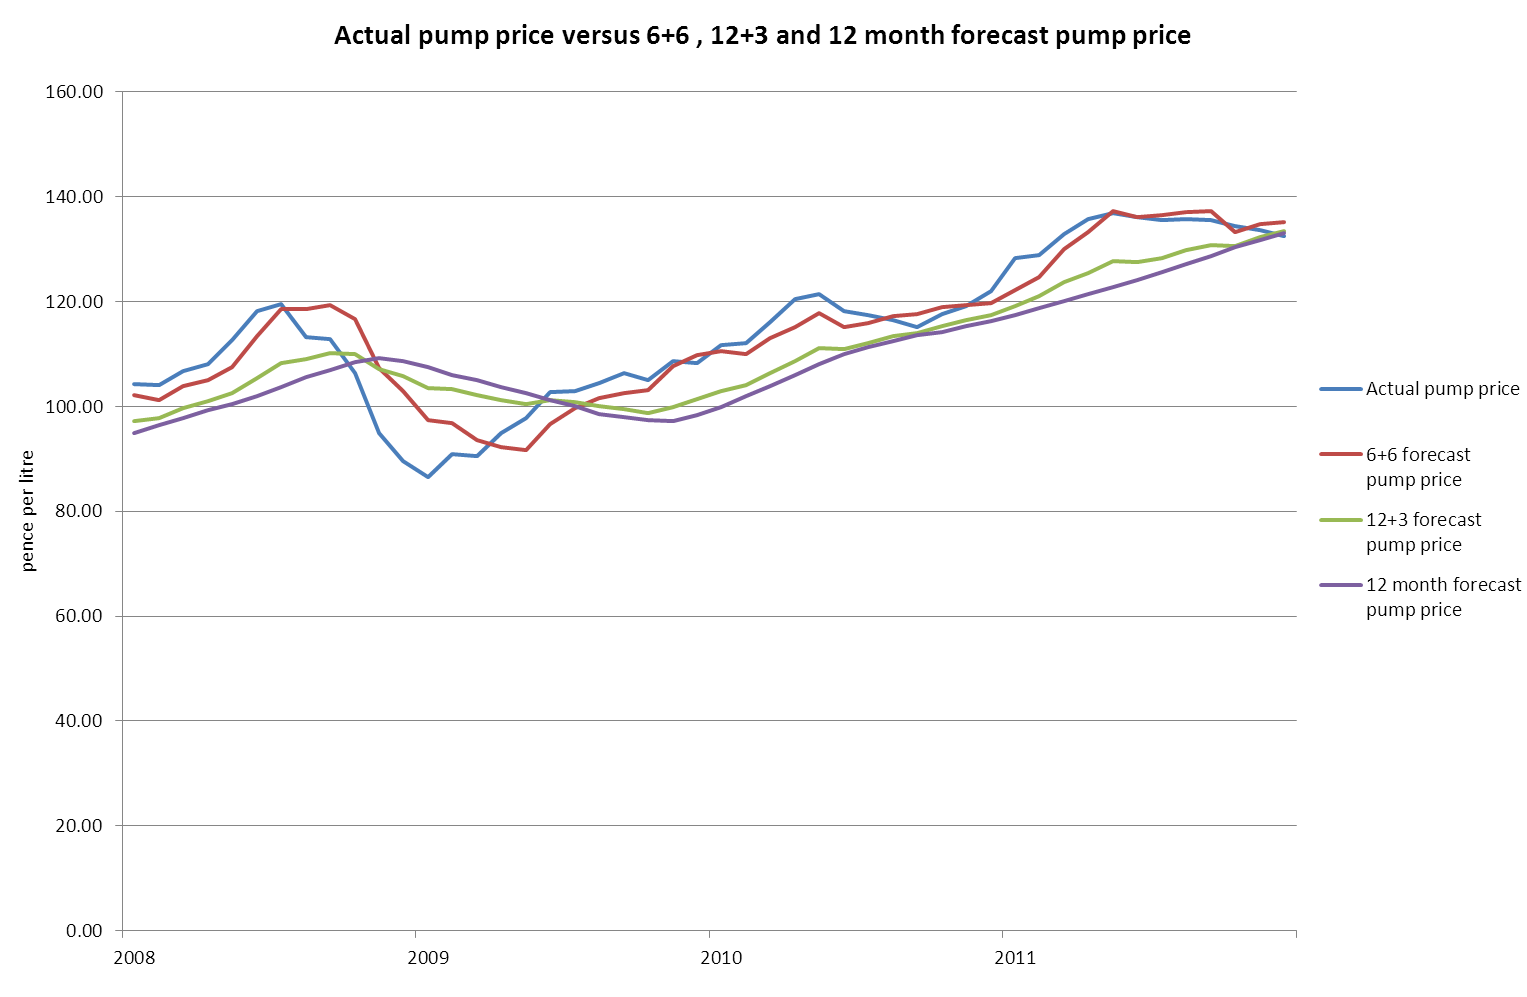 Actual pump price versus 6+6 , 12+3 and 12 month forecast pump price
160.00
140.00
120.00
100.00
80.00
60.00
40.00
20.00
0.00
pence per litre
2008
2009
2010
2011
Actual pump price
6+6 forecast
pump price
12+3 forecast
pump price
12 month forecast
pump price